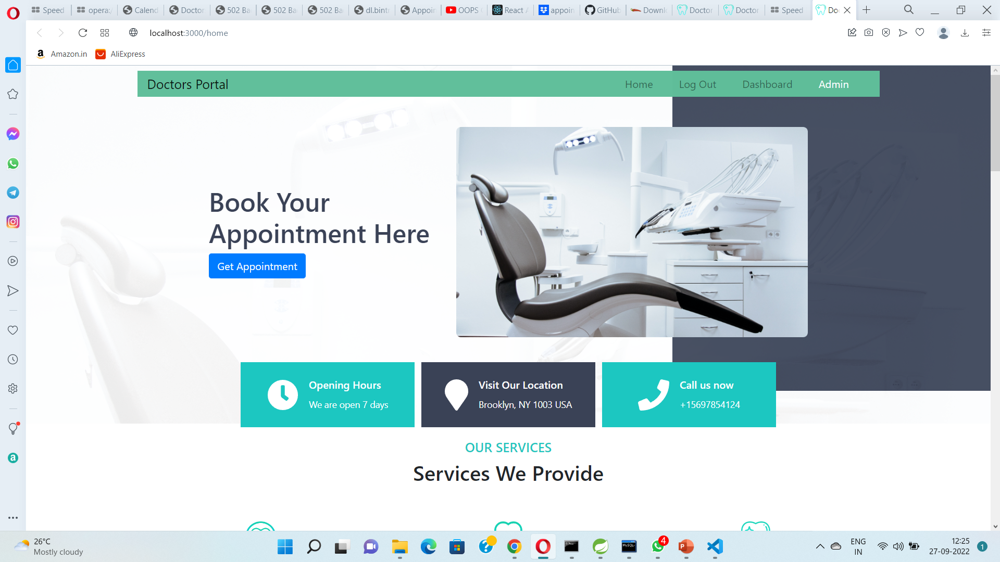 Speed
opera:/
Calend
Doctor
502 Ba
502 Ba
502 Ba
dl.bintr
Appoin
OOPS
React A
appoin
GitHub
Downl
Doctor
Doctor
Speed
Do
localhost:3000/home
Amazon.in
AliExpress
Doctors Portal
Home
Log Out
Dashboard
Admin
Book Your
Appointment Here
Get Appointment
Opening Hours
We are open 7 days
Visit Our Location
Brooklyn, NY 1003 USA
Call us now
+15697854124
OUR SERVICES
Services We Provide
26°C
Mostly cloudy
MySQL
4
ENG
IN
12:25
27-09-2022
1